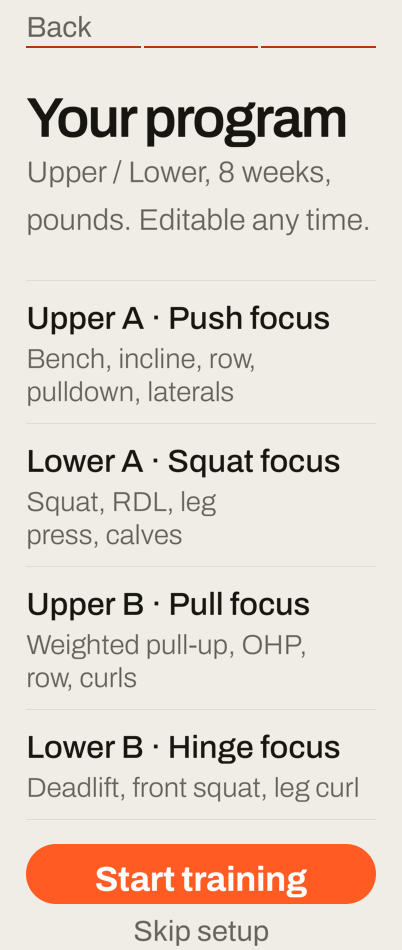 Back
Your program
Upper / Lower, 8 weeks,
pounds. Editable any time.
Upper A · Push focus
Bench, incline, row,
pulldown, laterals
Lower A · Squat focus
Squat, RDL, leg
press, calves
Upper B · Pull focus
Weighted pull-up, OHP,
row, curls
Lower B · Hinge focus
Deadlift, front squat, leg curl
Start training
Skip setup